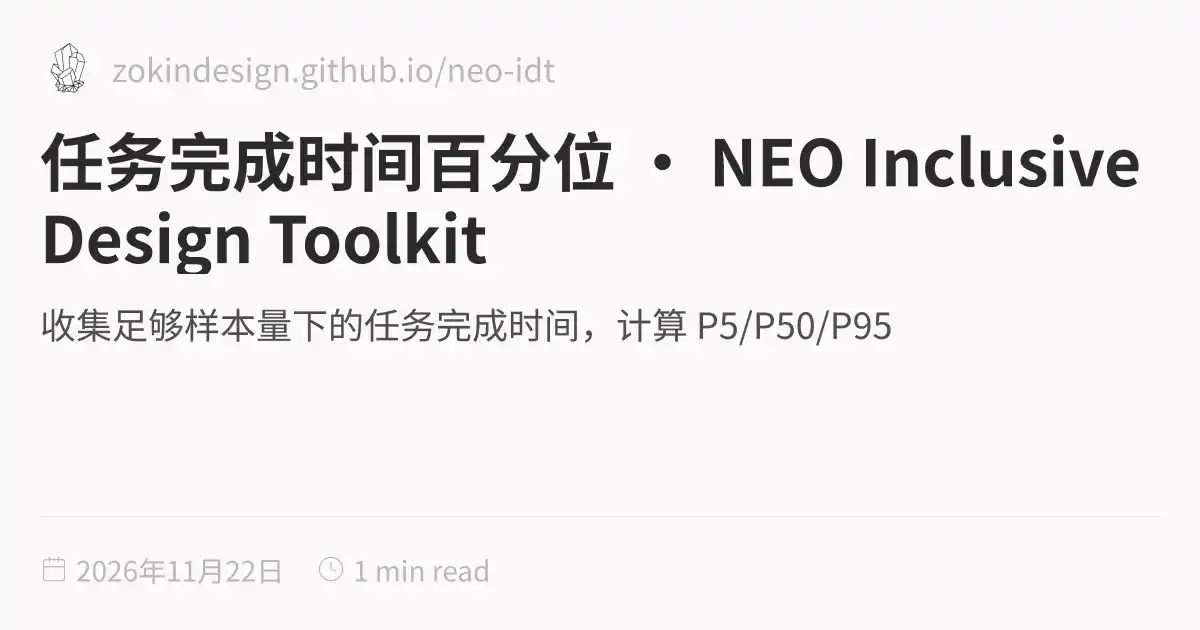 zokindesign.github.io/neo-idt
任务完成时间百分位 • NEO Inclusive
Design Toolkit
收集足够样本量下的任务完成时间，计算 P5/P50/P95
2026年11月22日 1 min read